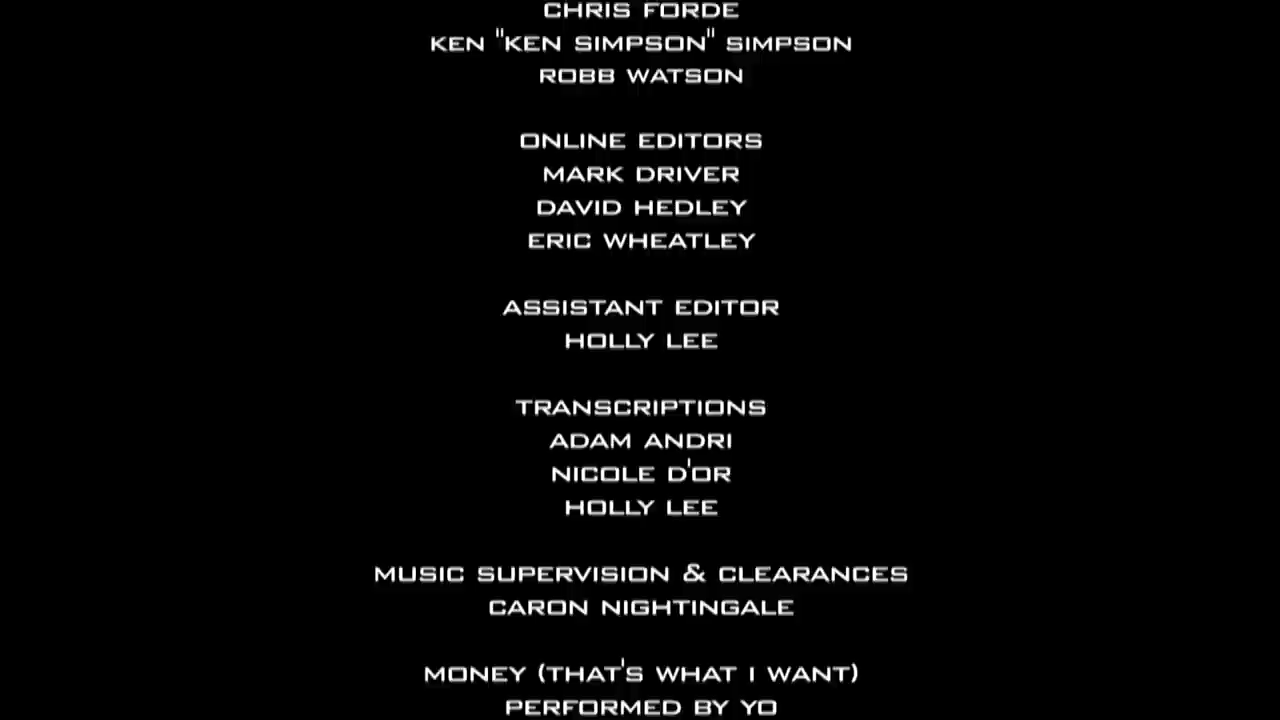 CHRIS FORDE
KEN "KEN SIMPSON" SIMPSON
ROBB WATSON
ONLINE EDITORS
MARK DRIVER
DAVID HEDLEY
ERIC WHEATLEY
ASSISTANT EDITOR
HOLLY LEE
TRANSCRIPTIONS
ADAM ANDRI
NICOLE D'OR
HOLLY LEE
MUSIC SUPERVISION & CLEARANCES
CARON NIGHTINGALE
MONEY (THAT'S WHAT I WANT)
PERFORMED BY YO